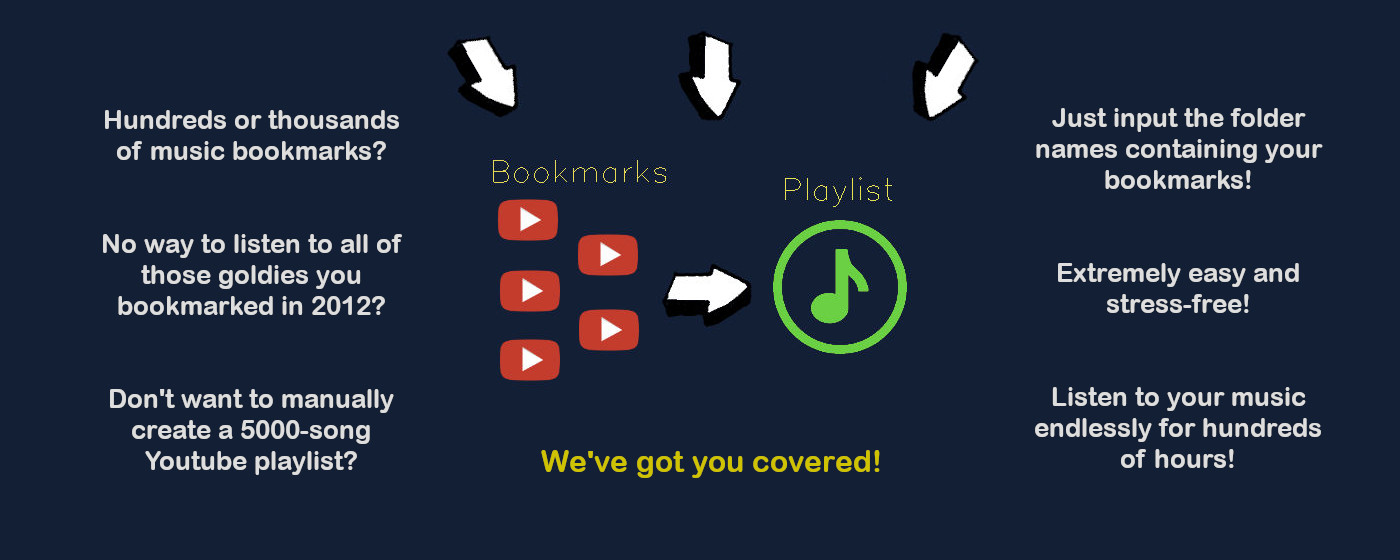 Hundreds or thousands
of music bookmarks?
No way to listen to all of
those goldies you
bookmarked in 2012?
Don't want to manually
create a 5000-song
Youtube playlist?
Bookmarks
Playlist
We've got you covered!
Just input the folder
names containing your
bookmarks!
Extremely easy and
stress-free!
Listen to your music
endlessly for hundreds
of hours!